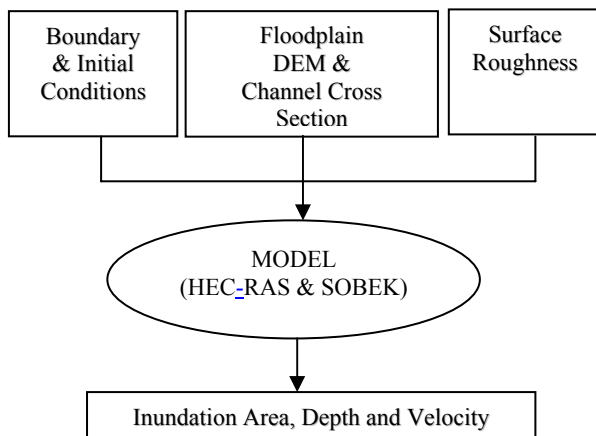 Boundary
& Initial
Conditions
Floodplain
DEM &
Channel Cross
Section
Surface
Roughness
MODEL
(HEC-RAS & SOBEK)
Inundation Area, Depth and Velocity